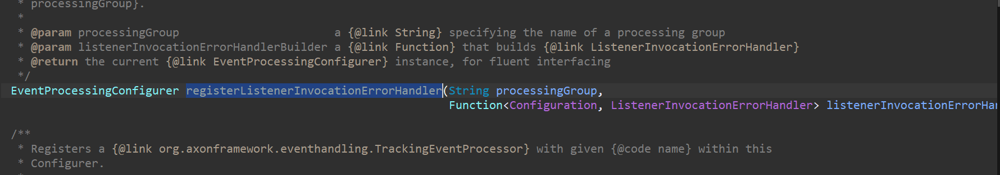 * processingGroup}.
*
* @param processingGroup                       a {@link String} specifying the name of a processing group
* @param listenerInvocationErrorHandlerBuilder a {@link Function} that builds {@link ListenerInvocationErrorHandler}
* @return the current {@link EventProcessingConfigurer} instance, for fluent interfacing
*/
EventProcessingConfigurer registerListenerInvocationErrorHandler(String processingGroup,
Function<Configuration, ListenerInvocationErrorHandler> listenerInvocationErrorHan
/**
* Registers a {@link org.axonframework.eventhandling.TrackingEventProcessor} with given {@code name} within this
* Configurer.
*